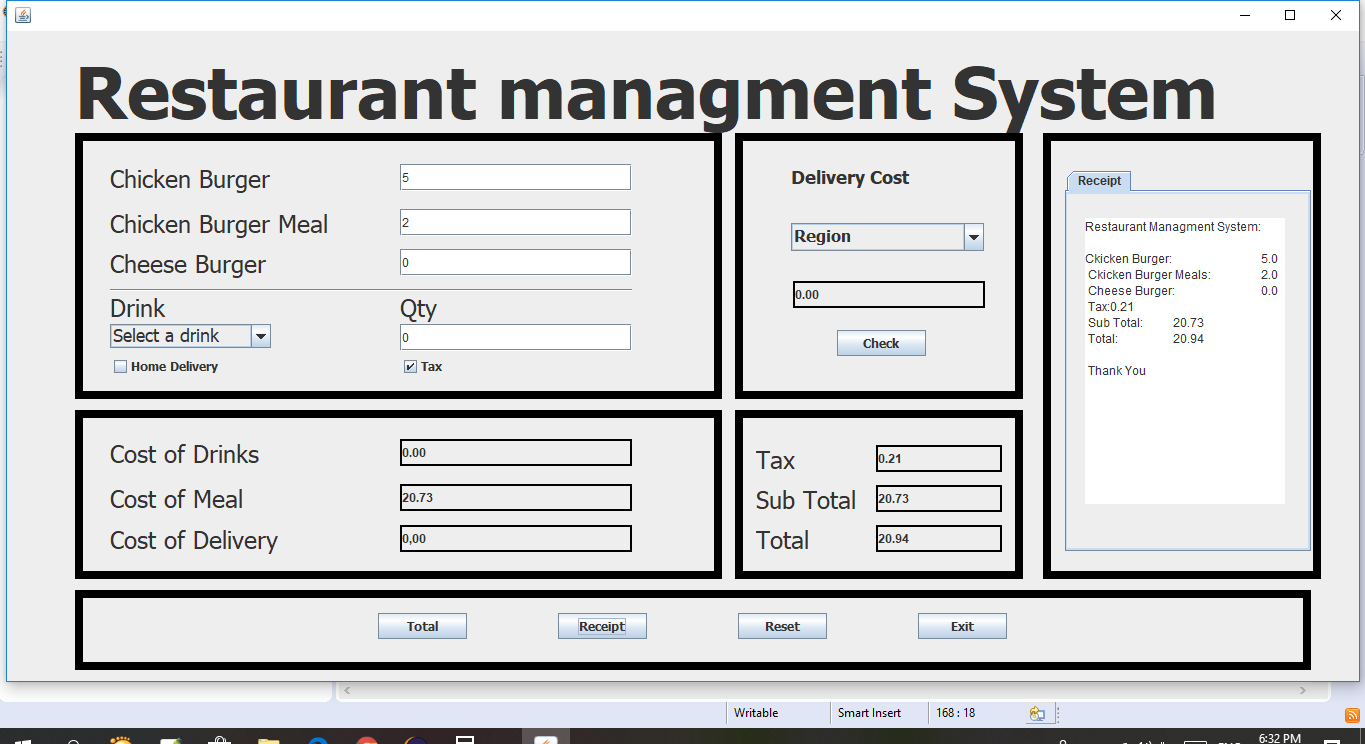 Restaurant managment System
Chicken Burger 5
Chicken Burger Meal 2
Cheese Burger 0
Drink Qty
Select a drink 0
Home Delivery Tax
Delivery Cost
Region
0.00
Check
Receipt
Restaurant Managment System:
Ckicken Burger: 5.0
Ckicken Burger Meals: 2.0
Cheese Burger: 0.0
Tax:0.21
Sub Total: 20.73
Total: 20.94
Thank You
Cost of Drinks 0.00
Cost of Meal 20.73
Cost of Delivery 0,00
Tax 0.21
Sub Total 20.73
Total 20.94
Total Receipt Reset Exit
Writable Smart Insert 168 : 18
6:32 PM